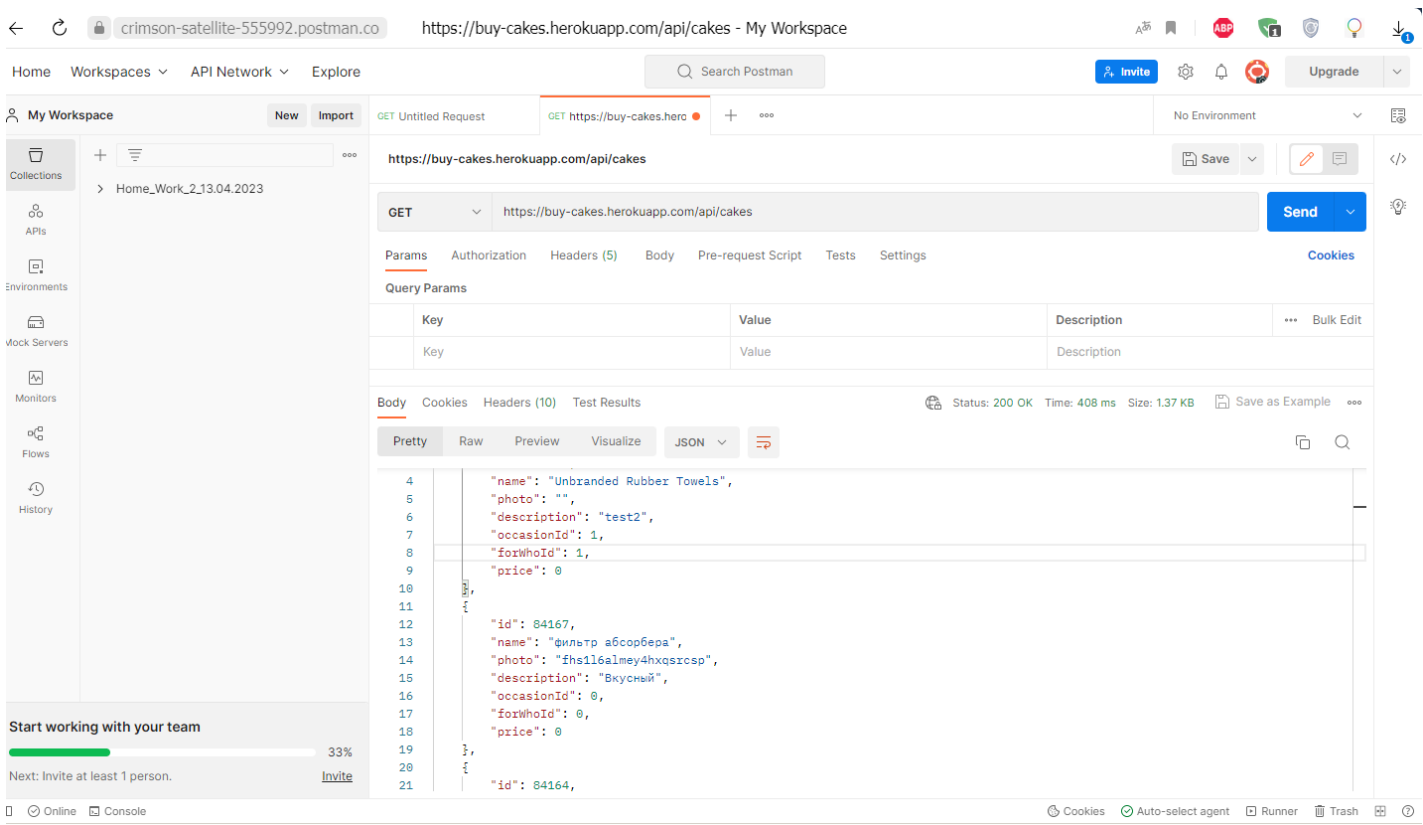 crimson-satellite-555992.postman.co https://buy-cakes.herokuapp.com/api/cakes - My Workspace ABP 1 1
Home Workspaces API Network Explore Search Postman Invite Upgrade
My Workspace New Import GET Untitled Request GET https://buy-cakes.herc No Environment
Collections
Home_Work_2_13.04.2023
https://buy-cakes.herokuapp.com/api/cakes Save
GET https://buy-cakes.herokuapp.com/api/cakes Send
APIs
Environments
Mock Servers
Monitors
Flows
History
Params Authorization Headers (5) Body Pre-request Script Tests Settings Cookies
Query Params
Key Value Description Bulk Edit
Key Value Description
Body Cookies Headers (10) Test Results Status: 200 OK Time: 408 ms Size: 1.37 KB Save as Example
Pretty Raw Preview Visualize JSON
4 "name": "Unbranded Rubber Towels",
5 "photo": "",
6 "description": "test2",
7 "occasionId": 1,
8 "forWhoId": 1,
9 "price": 0
10 },
11 {
12 "id": 84167,
13 "name": "фильтр абсорбера",
14 "photo": "fhs1l6almey4hxqsrcsp",
15 "description": "Вкусный",
16 "occasionId": 0,
17 "forWhoId": 0,
18 "price": 0
19 },
20 {
21 "id": 84164,
Start working with your team
33%
Next: Invite at least 1 person. Invite
Online Console Cookies Auto-select agent Runner Trash